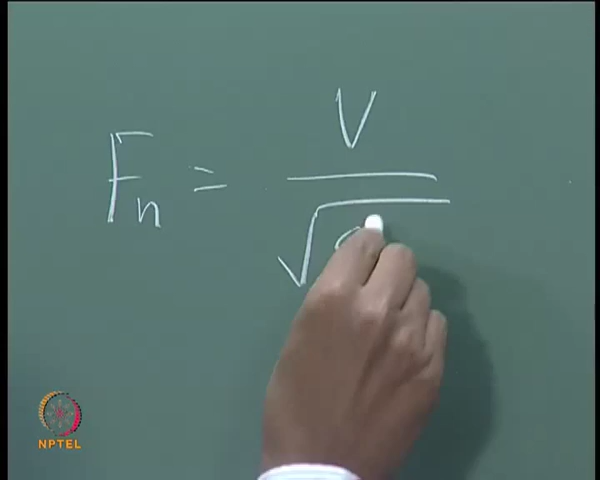 Fn = V / √
NPTEL